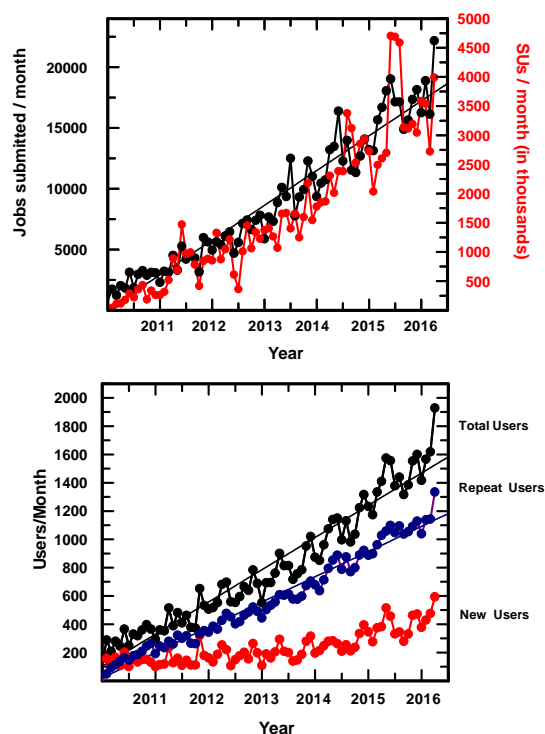 Jobs submitted / month
20000
15000
10000
5000
5000
4500
4000
3500
3000
2500
2000
1500
1000
500
SUs / month (in thousands)
2011 2012 2013 2014 2015 2016
Year
Users/Month
2000
1800
1600
1400
1200
1000
800
600
400
200
Total Users
Repeat Users
New Users
2011 2012 2013 2014 2015 2016
Year